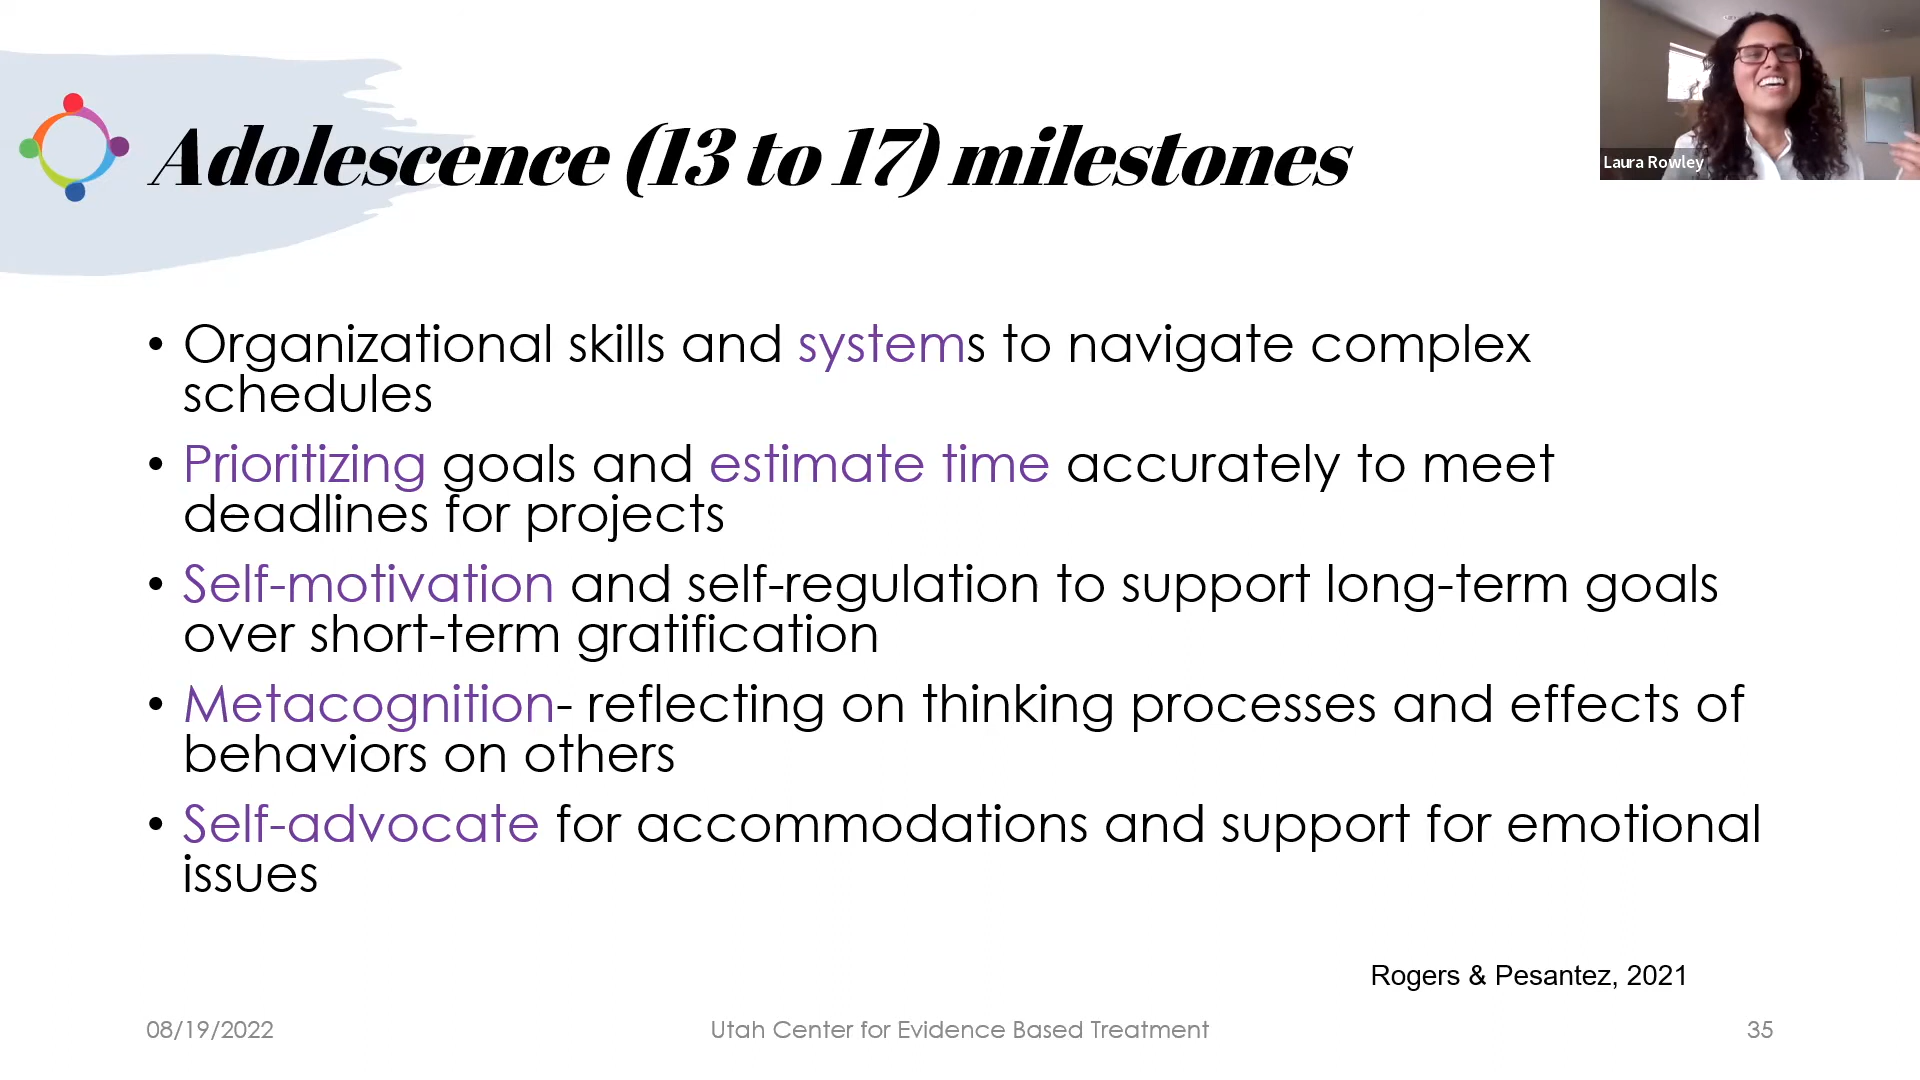 Adolescence (13 to 17) milestones
Laura Rowley
• Organizational skills and systems to navigate complex
schedules
• Prioritizing goals and estimate time accurately to meet
deadlines for projects
• Self-motivation and self-regulation to support long-term goals
over short-term gratification
• Metacognition- reflecting on thinking processes and effects of
behaviors on others
• Self-advocate for accommodations and support for emotional
issues
Rogers & Pesantez, 2021
08/19/2022
Utah Center for Evidence Based Treatment
35